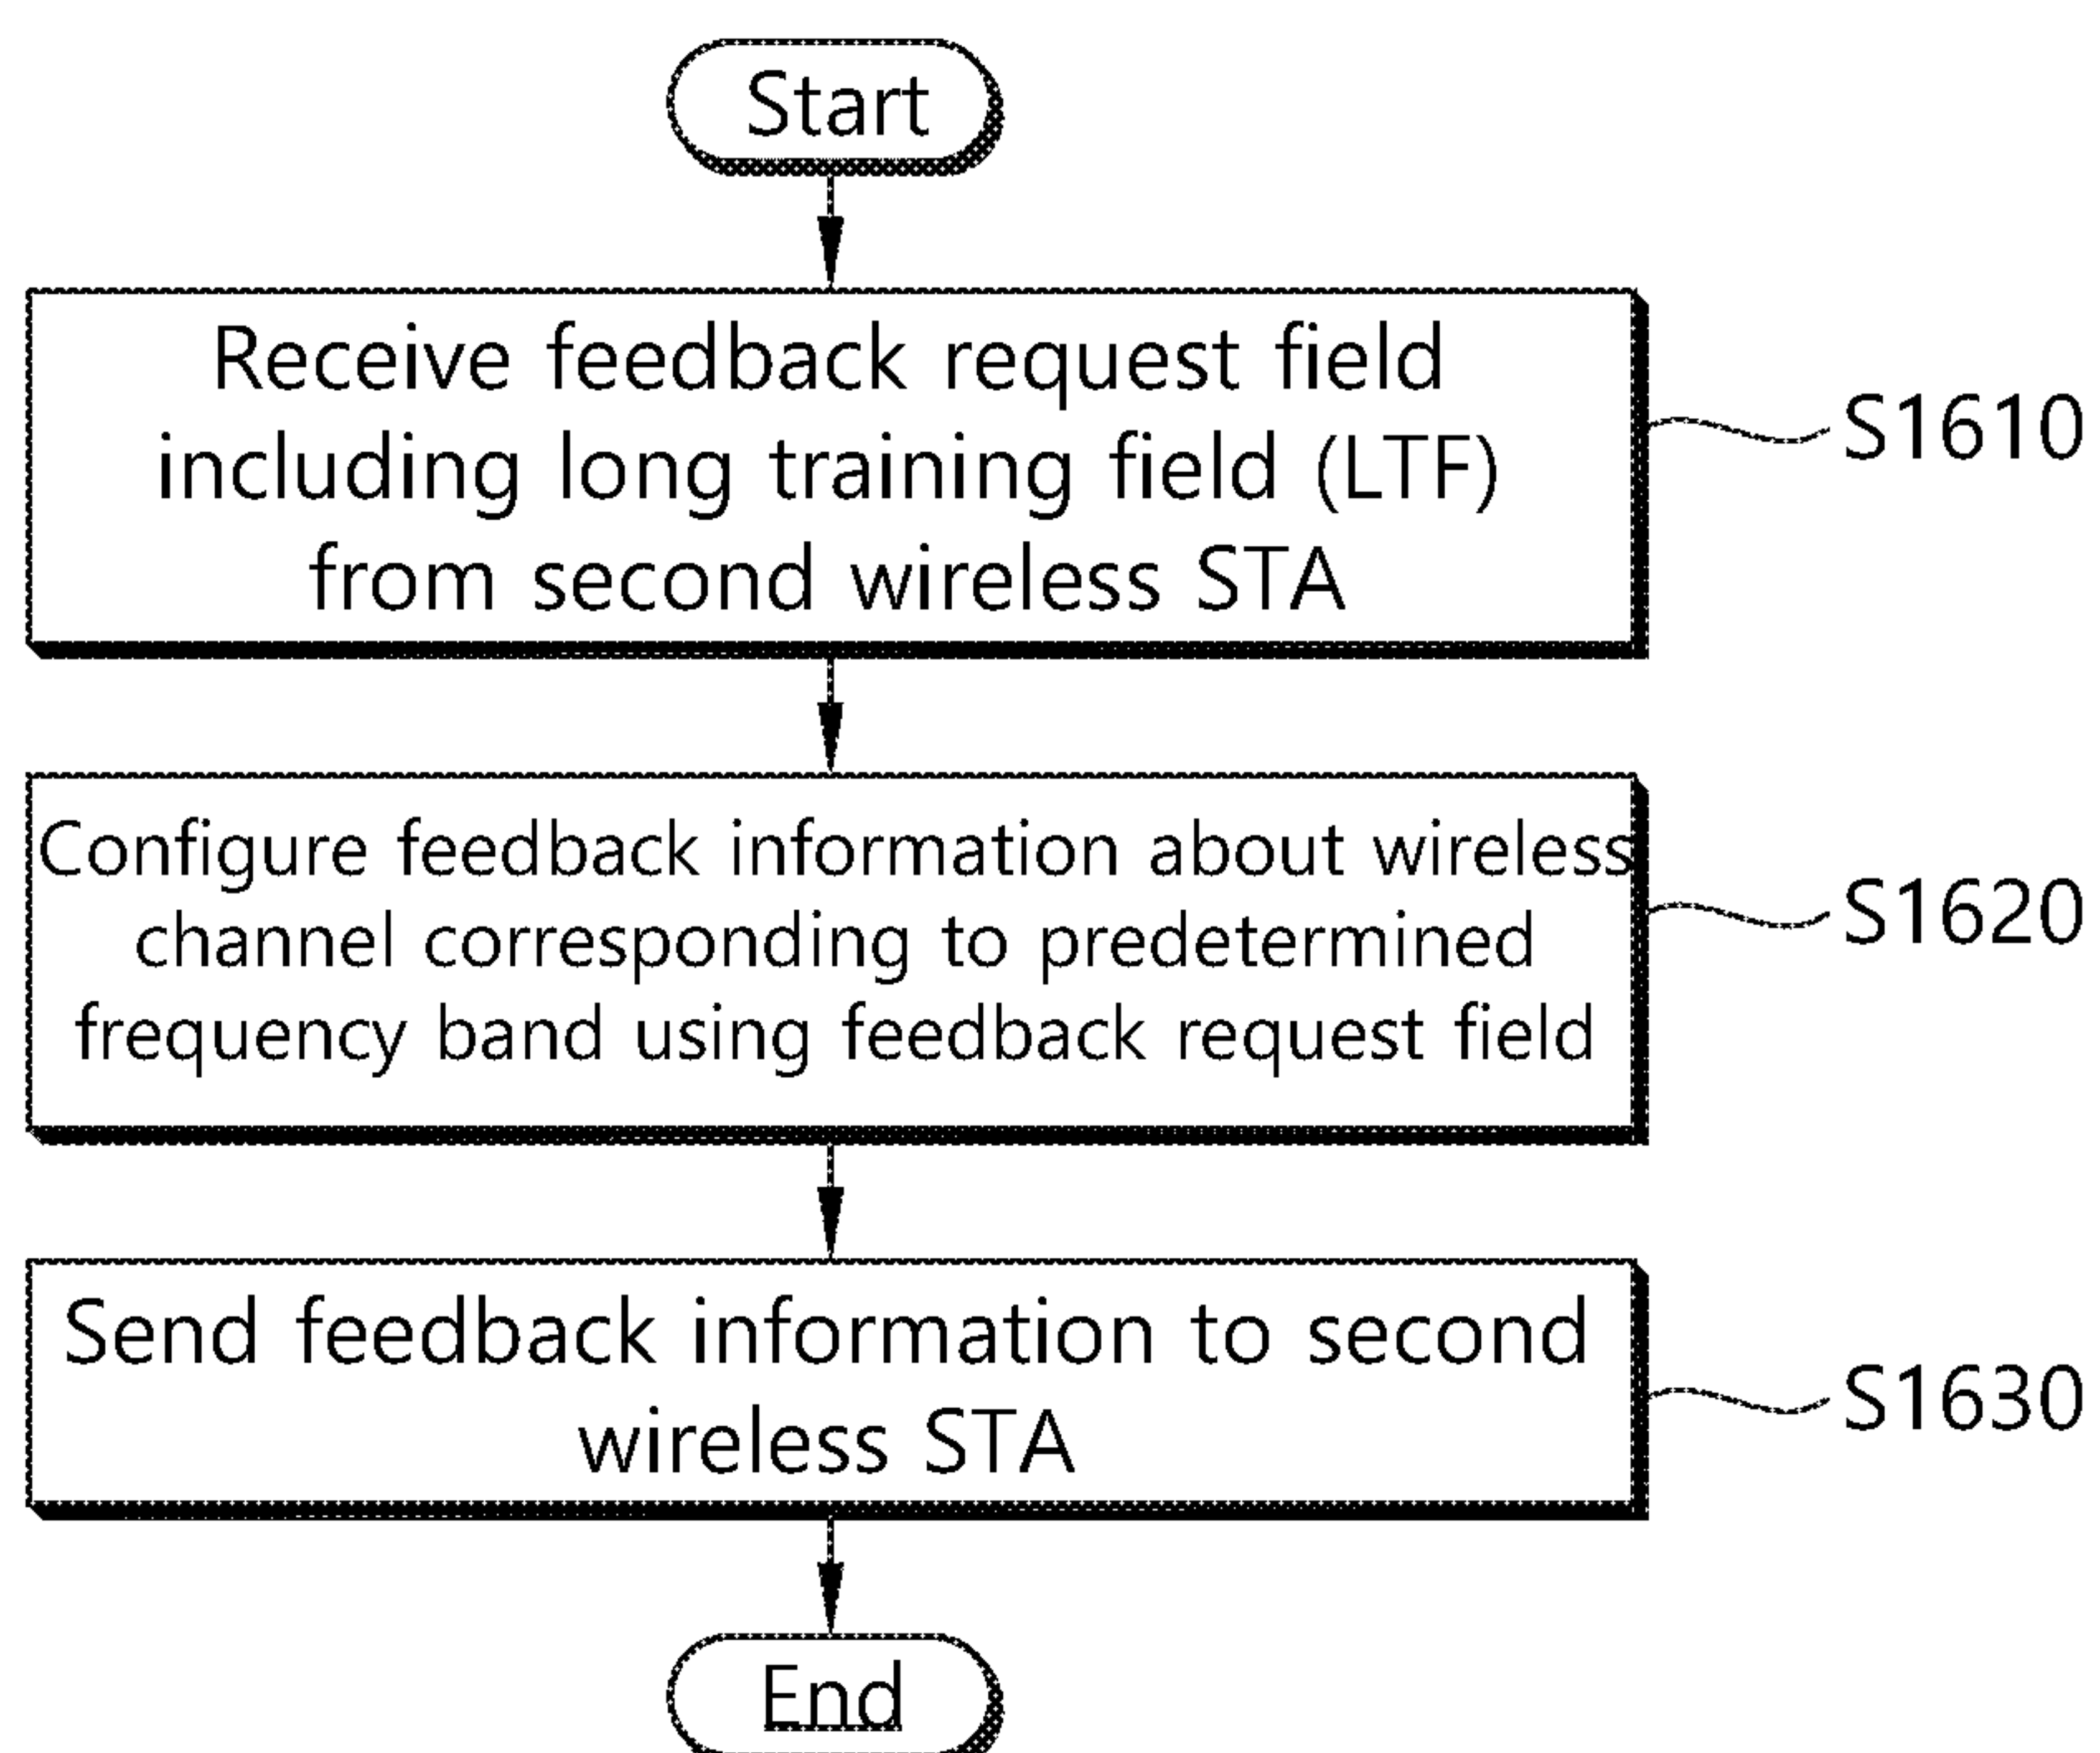 Start
Receive feedback request field
including long training field (LTF)
from second wireless STA
S1610
Configure feedback information about wireless
channel corresponding to predetermined
frequency band using feedback request field
S1620
Send feedback information to second
wireless STA
S1630
End